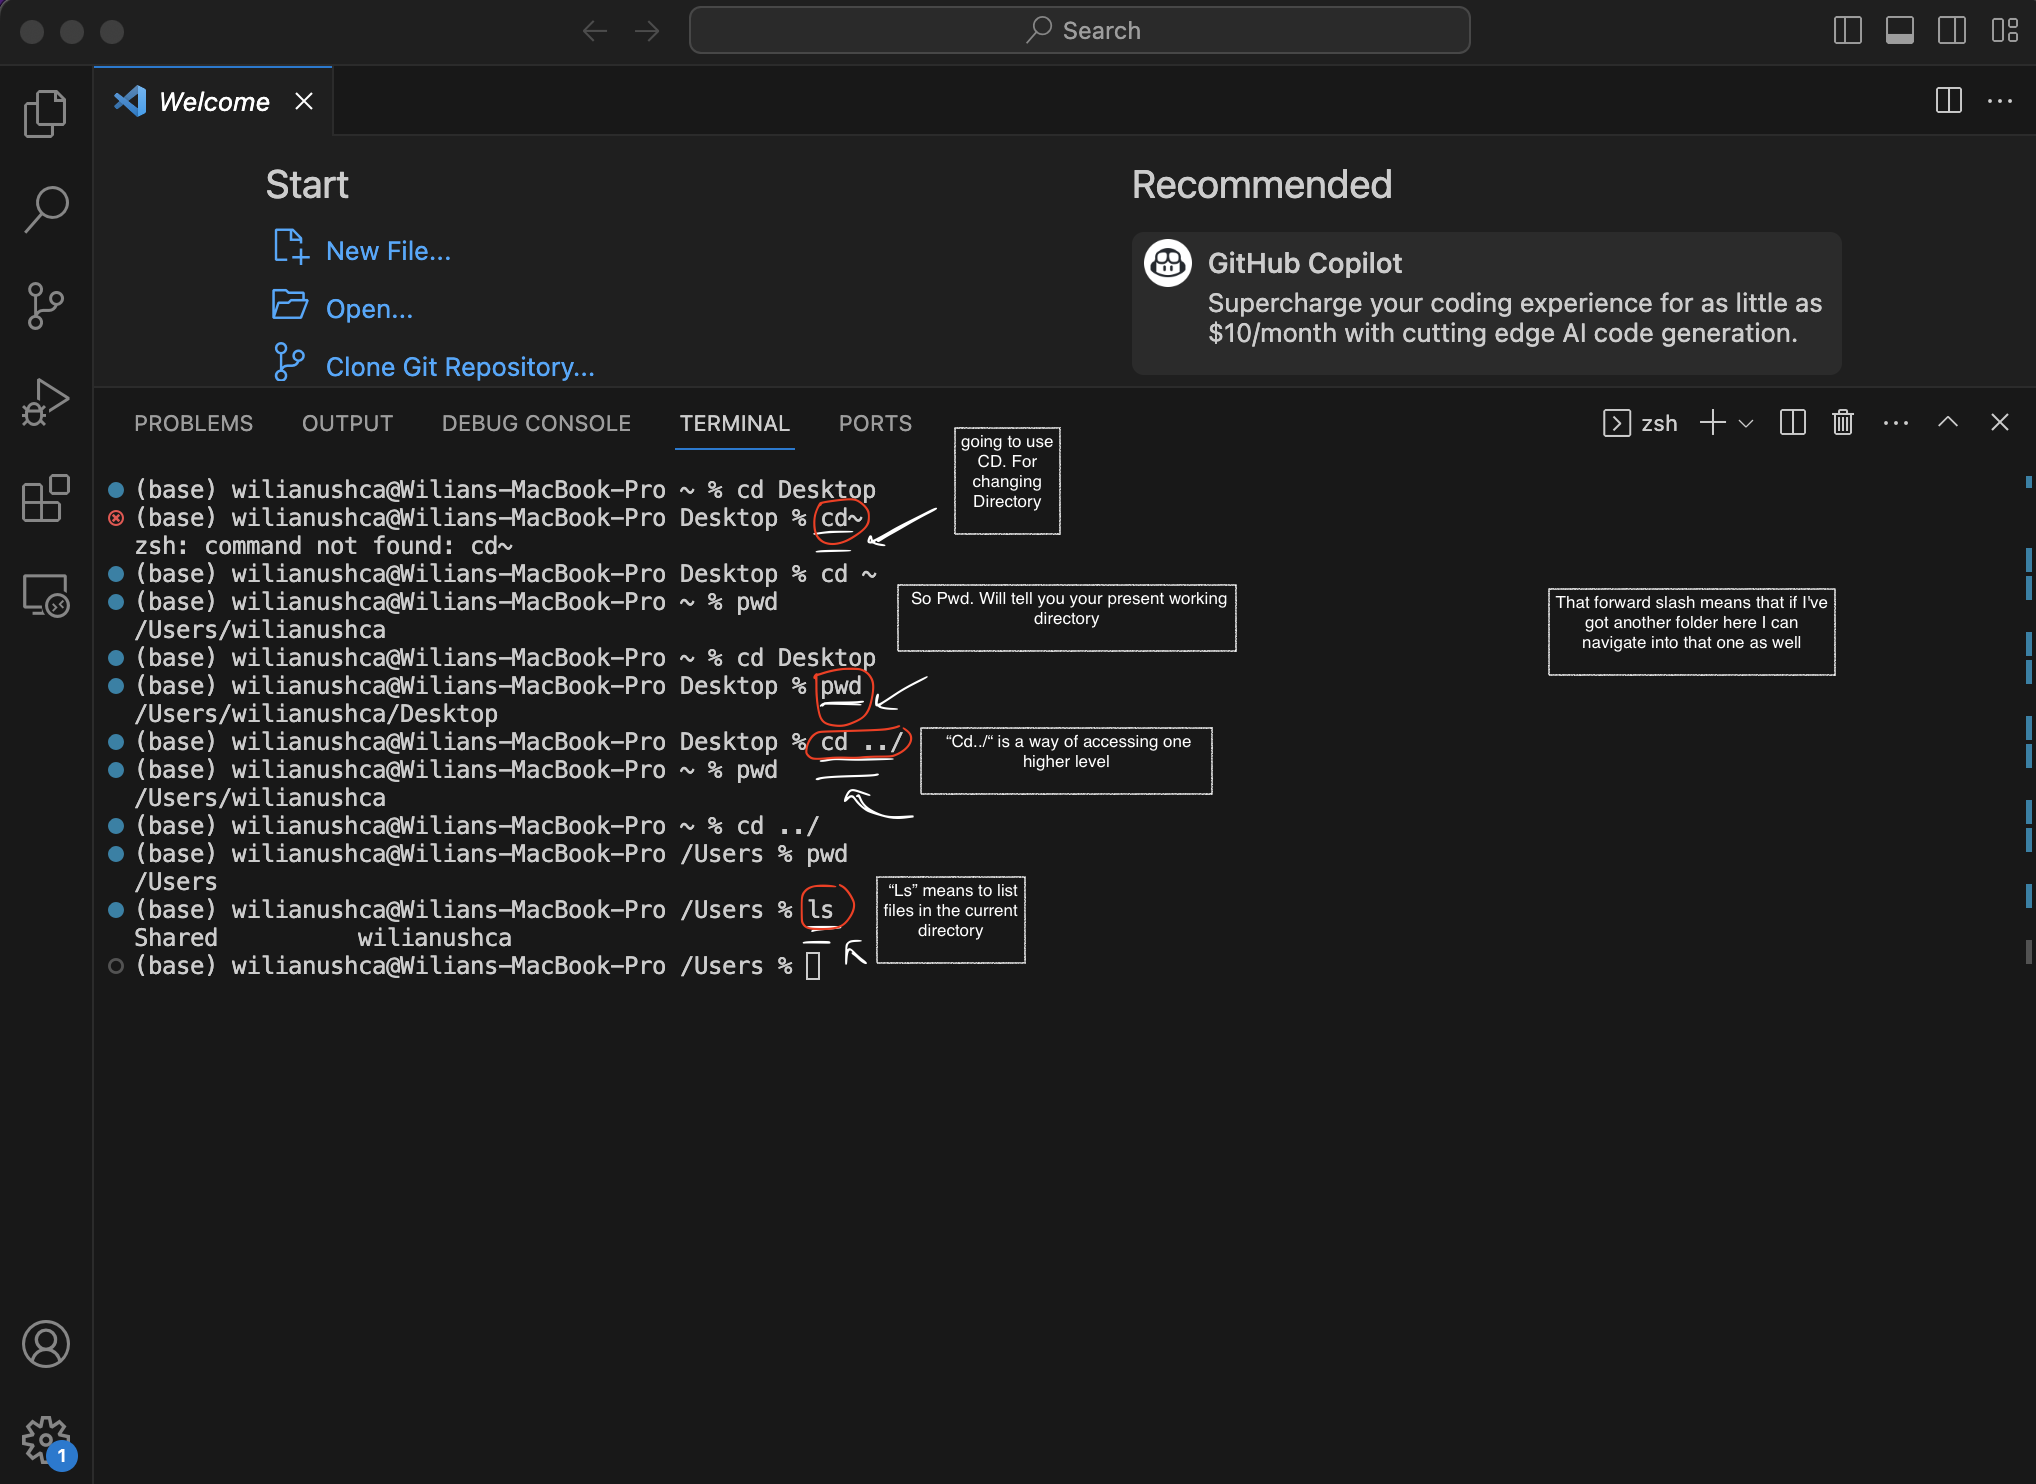 Search
Welcome
Start
New File...
Open...
Clone Git Repository...
Recommended
GitHub Copilot
Supercharge your coding experience for as little as
$10/month with cutting edge AI code generation.
PROBLEMS OUTPUT DEBUG CONSOLE TERMINAL PORTS
zsh
(base) wilianushca@Wilians-MacBook-Pro ~ % cd Desktop
(base) wilianushca@Wilians-MacBook-Pro Desktop % cd~
zsh: command not found: cd~
(base) wilianushca@Wilians-MacBook-Pro Desktop % cd ~
(base) wilianushca@Wilians-MacBook-Pro ~ % pwd
/Users/wilianushca
(base) wilianushca@Wilians-MacBook-Pro ~ % cd Desktop
(base) wilianushca@Wilians-MacBook-Pro Desktop % pwd
/Users/wilianushca/Desktop
(base) wilianushca@Wilians-MacBook-Pro Desktop % cd ../
(base) wilianushca@Wilians-MacBook-Pro ~ % pwd
/Users/wilianushca
(base) wilianushca@Wilians-MacBook-Pro ~ % cd ../
(base) wilianushca@Wilians-MacBook-Pro /Users % pwd
/Users
(base) wilianushca@Wilians-MacBook-Pro /Users % ls
Shared wilianushca
(base) wilianushca@Wilians-MacBook-Pro /Users %
going to use
CD. For
changing
Directory
So Pwd. Will tell you your present working
directory
That forward slash means that if I've
got another folder here I can
navigate into that one as well
“Cd../“ is a way of accessing one
higher level
“Ls” means to list
files in the current
directory
1